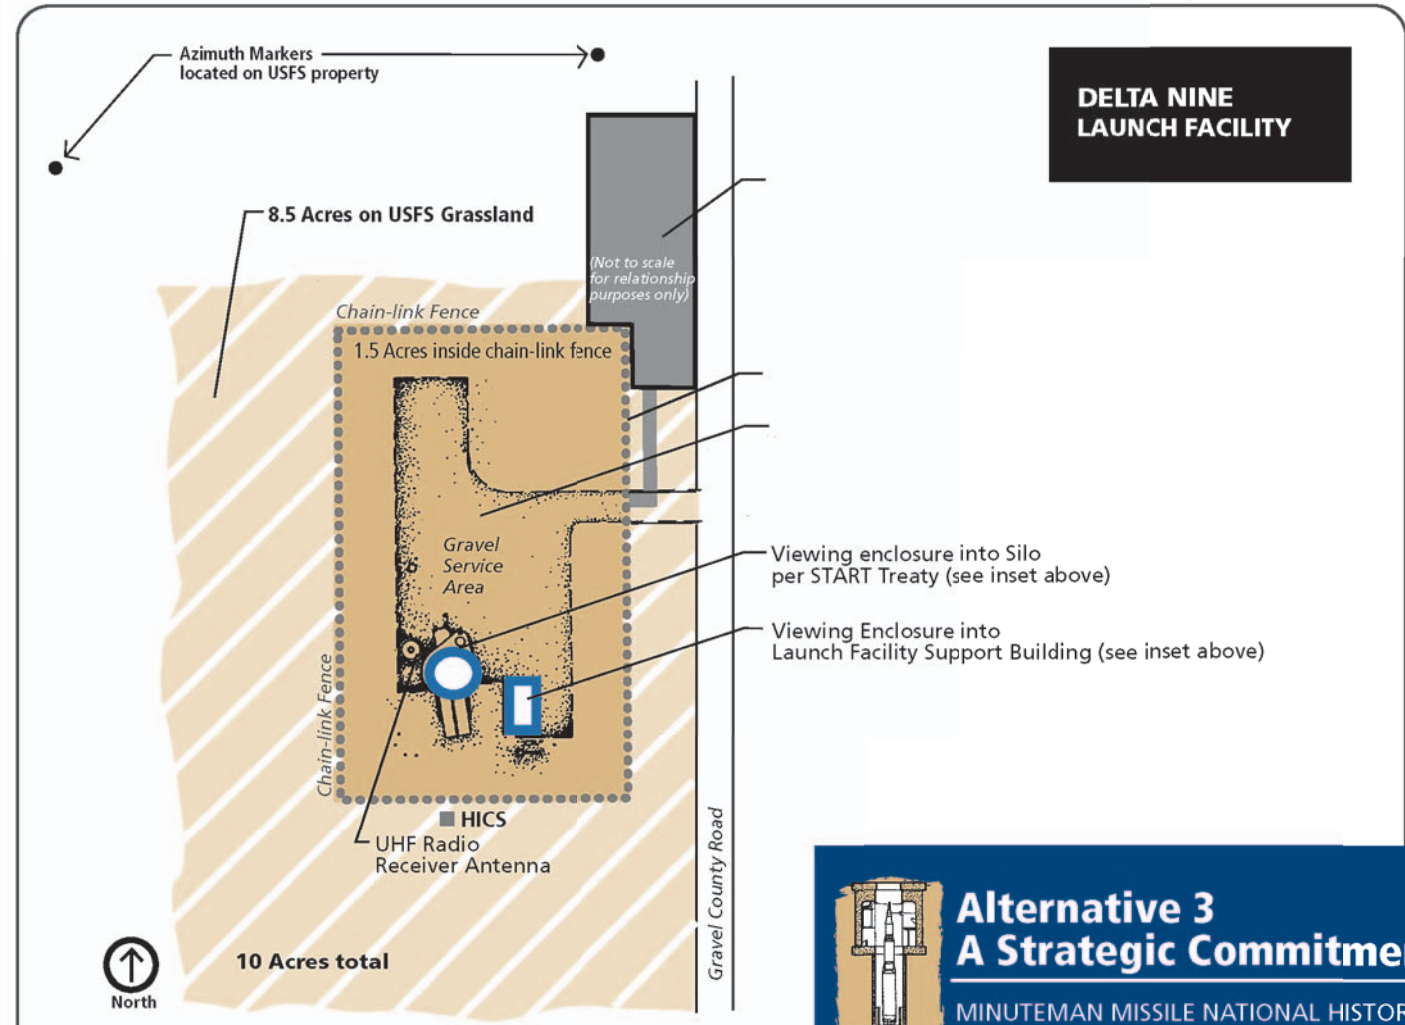 Azimuth Markers
located on USFS property
DELTA NINE
LAUNCH FACILITY
8.5 Acres on USFS Grassland
(Not to scale
for relationship
purposes only)
Chain-link Fence
1.5 Acres inside chain-link fence
Gravel
Service
Area
Viewing enclosure into Silo
per START Treaty (see inset above)
Viewing Enclosure into
Launch Facility Support Building (see inset above)
Chain-link Fence
HICS
UHF Radio
Receiver Antenna
Gravel County Road
10 Acres total
North
Alternative 3
A Strategic Commitme
MINUTEMAN MISSILE NATIONAL HISTOR